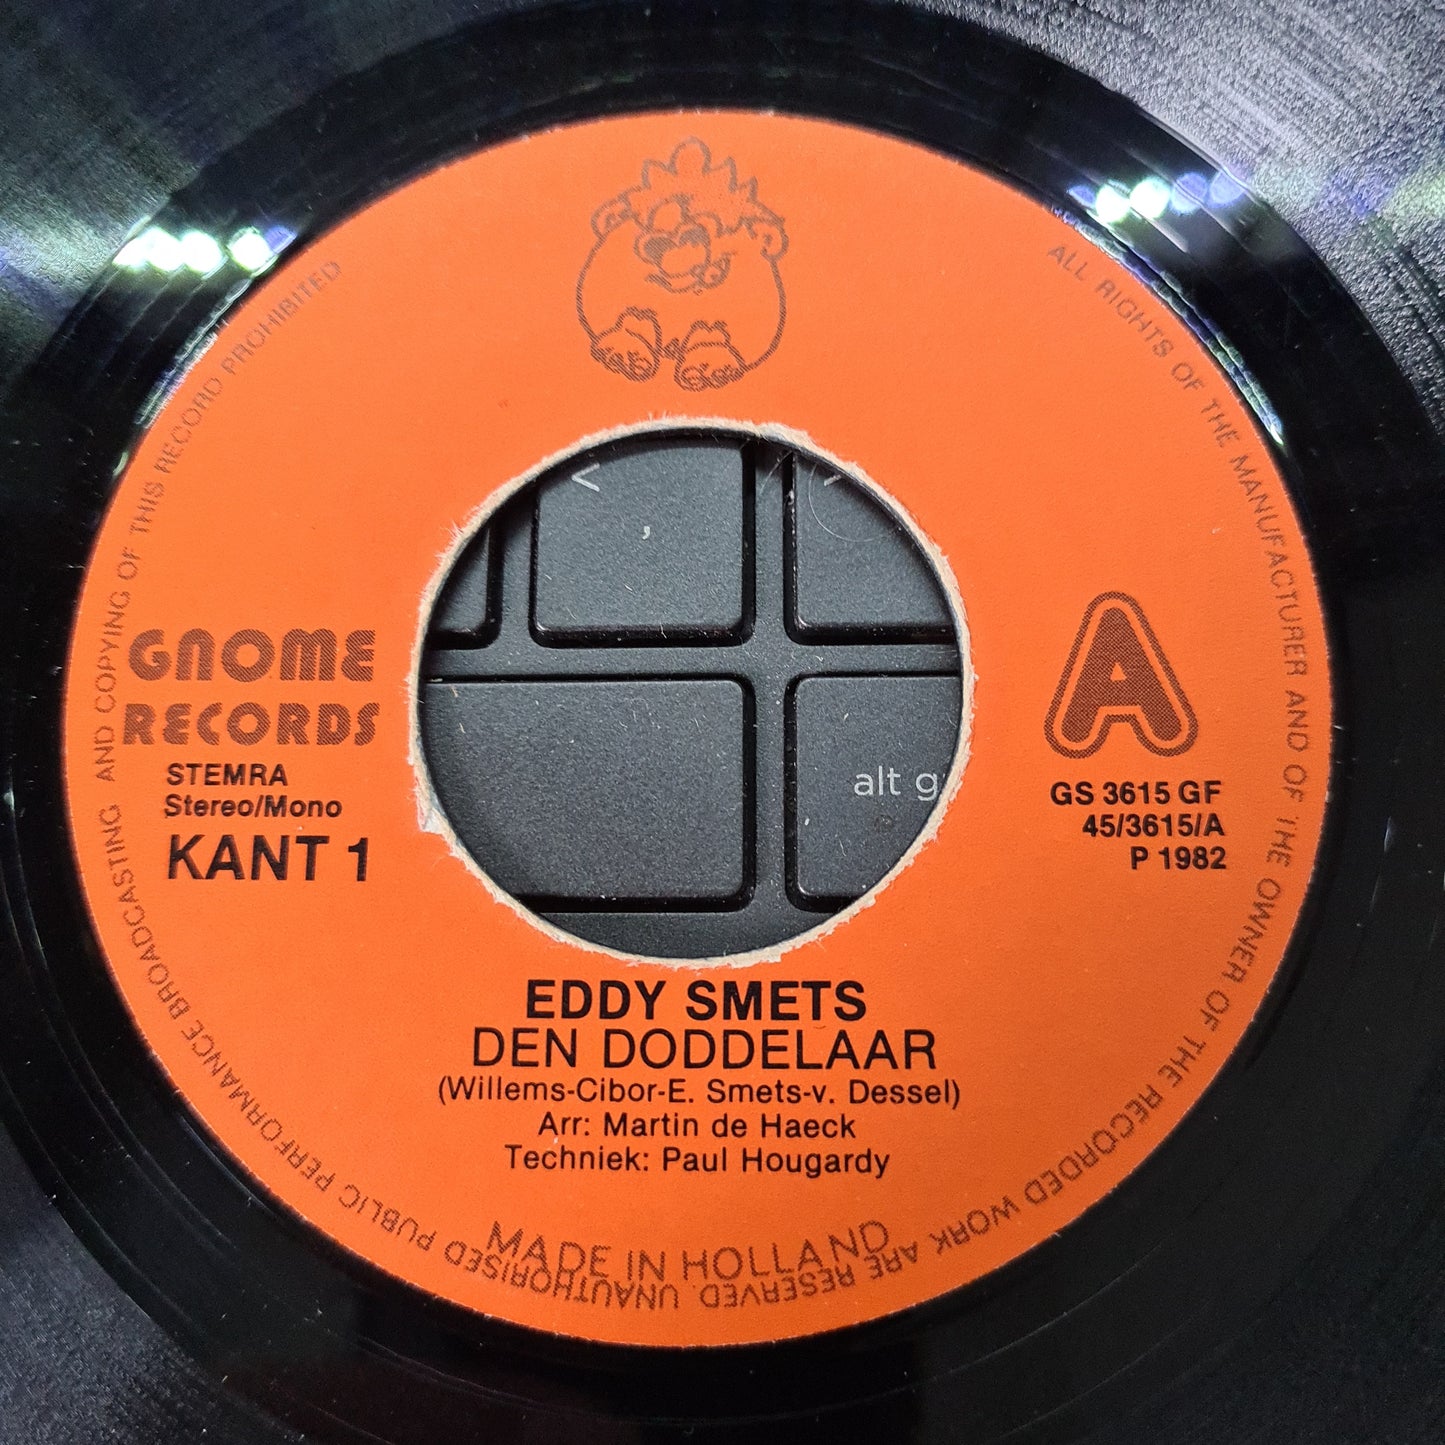 GNOME
RECORDS
STEMRA
Stereo/Mono
KANT 1
A
GS 3615 GF
45/3615/A
P 1982
EDDY SMETS
DEN DODDELAAR
(Willems-Cibor-E. Smets-v. Dessel)
Arr: Martin de Haeck
Techniek: Paul Hougardy
MADE IN HOLLAND
ALL RIGHTS OF THE MANUFACTURER AND OF THE OWNER OF THE RECORDED WORK ARE RESERVED. UNAUTHORISED PUBLIC PERFORMANCE BROADCASTING AND COPYING OF THIS RECORD PROHIBITED
<
,
alt g